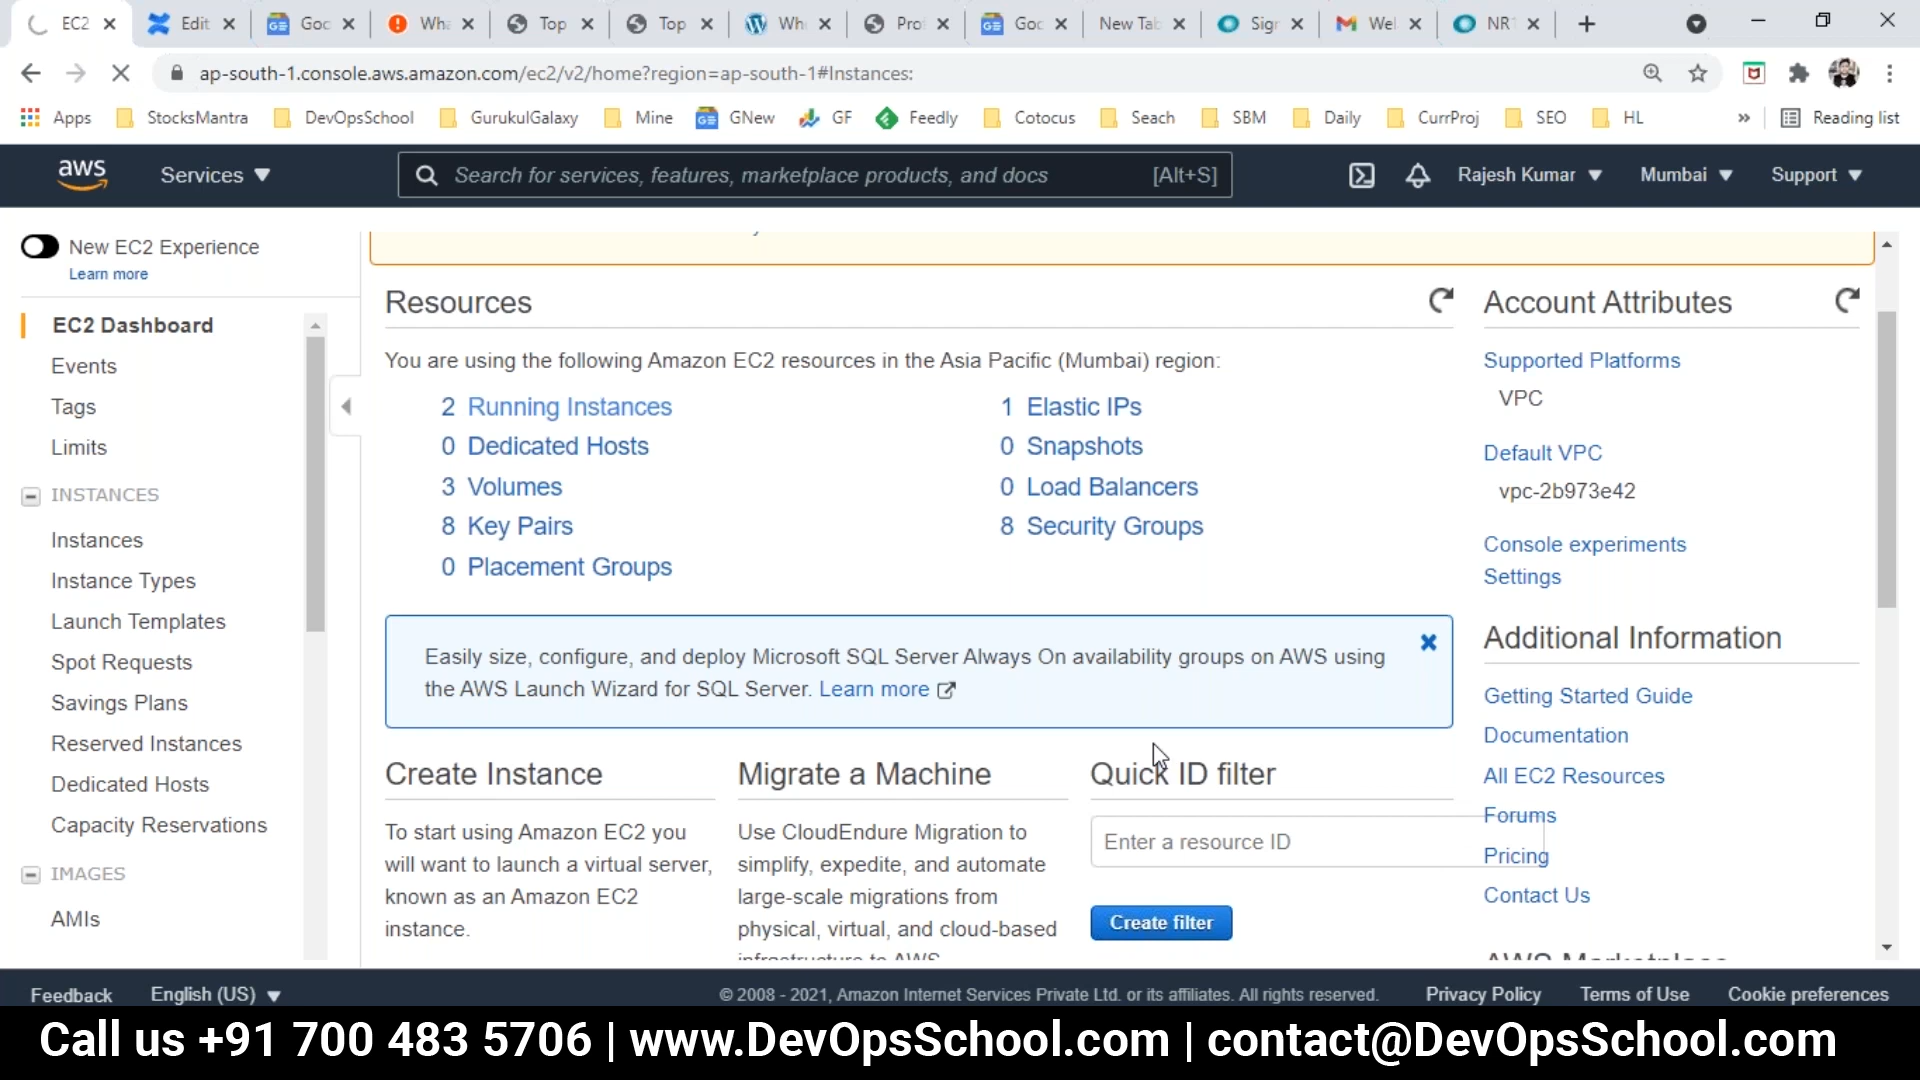 EC2 Edit Goo Wha Top Top Wh Pro Goo New Tab Sign Wel NR1
ap-south-1.console.aws.amazon.com/ec2/v2/home?region=ap-south-1#Instances:
Apps StocksMantra DevOpsSchool GurukulGalaxy Mine GNew GF Feedly Cotocus Seach SBM Daily CurrProj SEO HL » Reading list
aws Services Search for services, features, marketplace products, and docs [Alt+S] Rajesh Kumar Mumbai Support
New EC2 Experience
Learn more
EC2 Dashboard
Events
Tags
Limits
INSTANCES
Instances
Instance Types
Launch Templates
Spot Requests
Savings Plans
Reserved Instances
Dedicated Hosts
Capacity Reservations
IMAGES
AMIs
Resources
You are using the following Amazon EC2 resources in the Asia Pacific (Mumbai) region:
2 Running Instances
0 Dedicated Hosts
3 Volumes
8 Key Pairs
0 Placement Groups
1 Elastic IPs
0 Snapshots
0 Load Balancers
8 Security Groups
Easily size, configure, and deploy Microsoft SQL Server Always On availability groups on AWS using
the AWS Launch Wizard for SQL Server. Learn more
Create Instance
To start using Amazon EC2 you
will want to launch a virtual server,
known as an Amazon EC2
instance.
Migrate a Machine
Use CloudEndure Migration to
simplify, expedite, and automate
large-scale migrations from
physical, virtual, and cloud-based
infrastructure to AWS
Quick ID filter
Enter a resource ID
Create filter
Account Attributes
Supported Platforms
VPC
Default VPC
vpc-2b973e42
Console experiments
Settings
Additional Information
Getting Started Guide
Documentation
All EC2 Resources
Forums
Pricing
Contact Us
AWS Marketplace
Feedback English (US) © 2008 - 2021, Amazon Internet Services Private Ltd. or its affiliates. All rights reserved. Privacy Policy Terms of Use Cookie preferences
Call us +91 700 483 5706 | www.DevOpsSchool.com | contact@DevOpsSchool.com